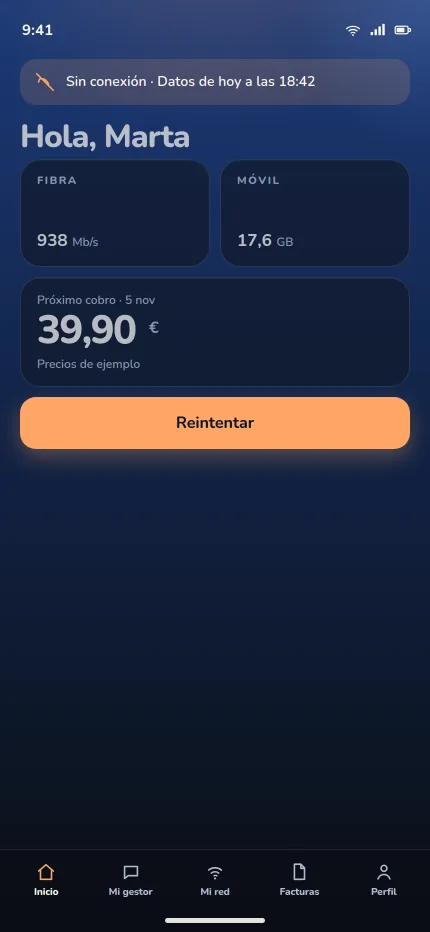 9:41
Sin conexión · Datos de hoy a las 18:42
Hola, Marta
FIBRA
938 Mb/s
MÓVIL
17,6 GB
Próximo cobro · 5 nov
39,90 €
Precios de ejemplo
Reintentar
Inicio
Mi gestor
Mi red
Facturas
Perfil